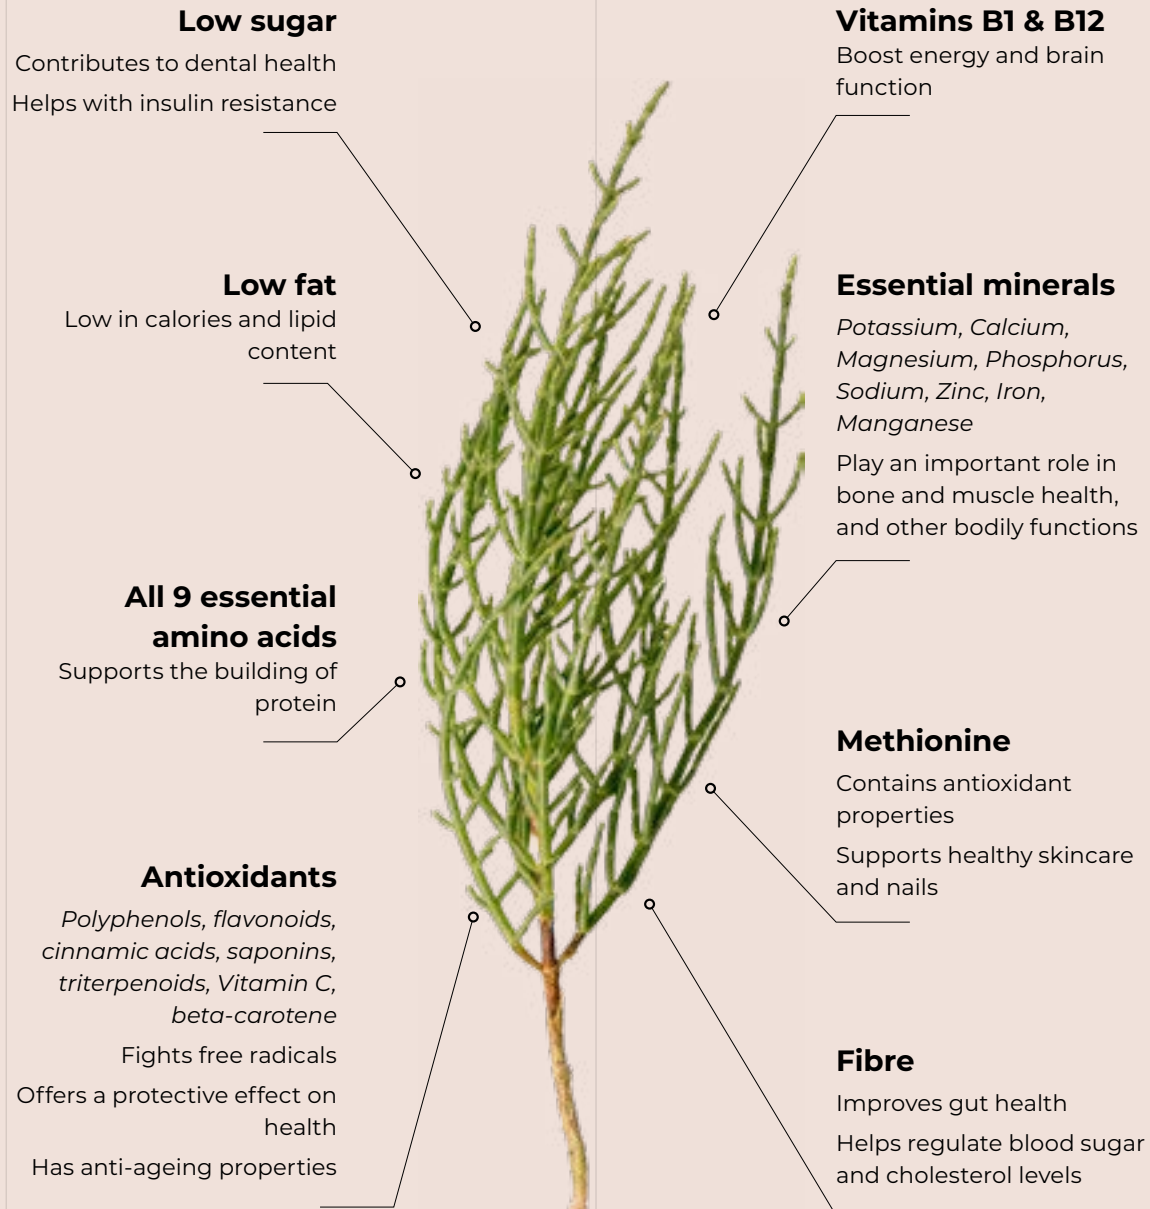 Low sugar
Contributes to dental health
Helps with insulin resistance
Low fat
Low in calories and lipid
content
All 9 essential
amino acids
Supports the building of
protein
Antioxidants
Polyphenols, flavonoids,
cinnamic acids, saponins,
triterpenoids, Vitamin C,
beta-carotene
Fights free radicals
Offers a protective effect on
health
Has anti-ageing properties
Vitamins B1 & B12
Boost energy and brain
function
Essential minerals
Potassium, Calcium,
Magnesium, Phosphorus,
Sodium, Zinc, Iron,
Manganese
Play an important role in
bone and muscle health,
and other bodily functions
Methionine
Contains antioxidant
properties
Supports healthy skincare
and nails
Fibre
Improves gut health
Helps regulate blood sugar
and cholesterol levels